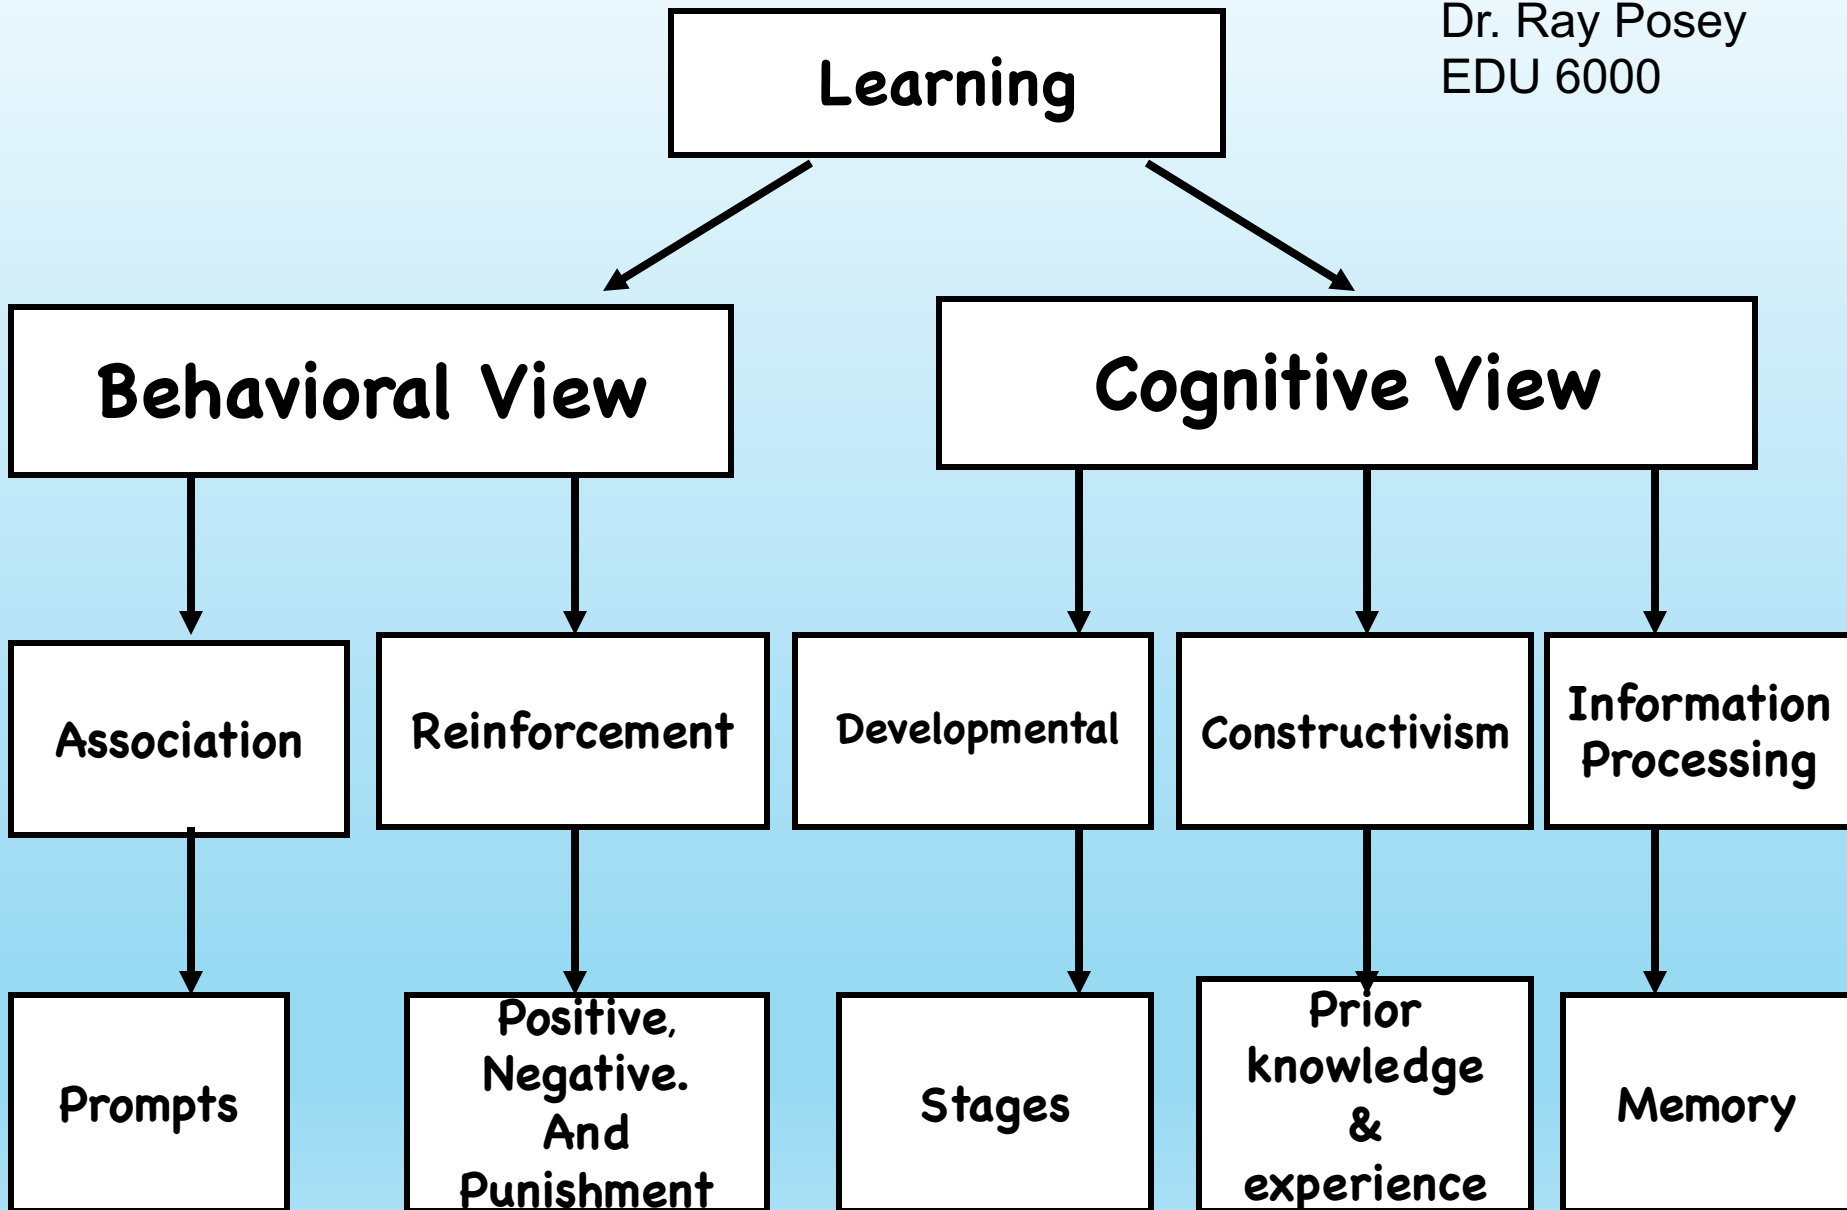 Dr. Ray Posey
EDU 6000
Learning
Behavioral View
Cognitive View
Association
Reinforcement
Developmental
Constructivism
Information
Processing
Prompts
Positive,
Negative.
And
Punishment
Stages
Prior
knowledge
&
experience
Memory